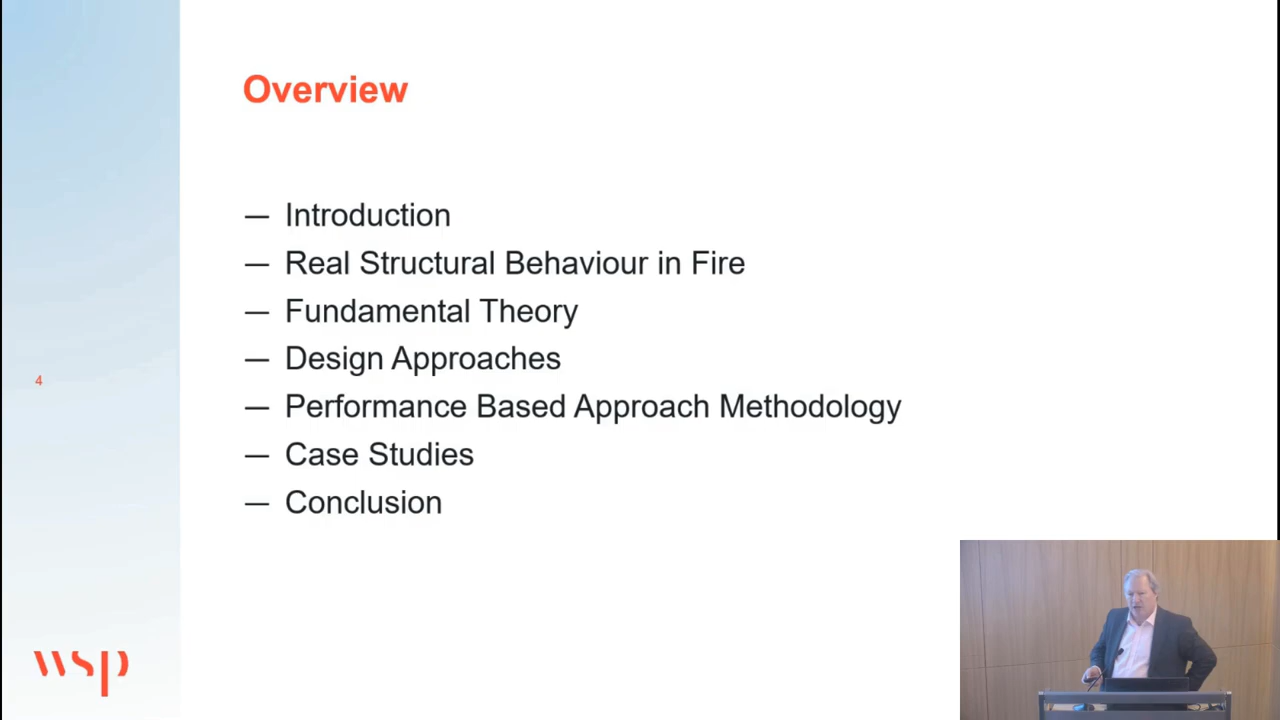 Overview
— Introduction
— Real Structural Behaviour in Fire
— Fundamental Theory
— Design Approaches
— Performance Based Approach Methodology
— Case Studies
— Conclusion
4
wsp